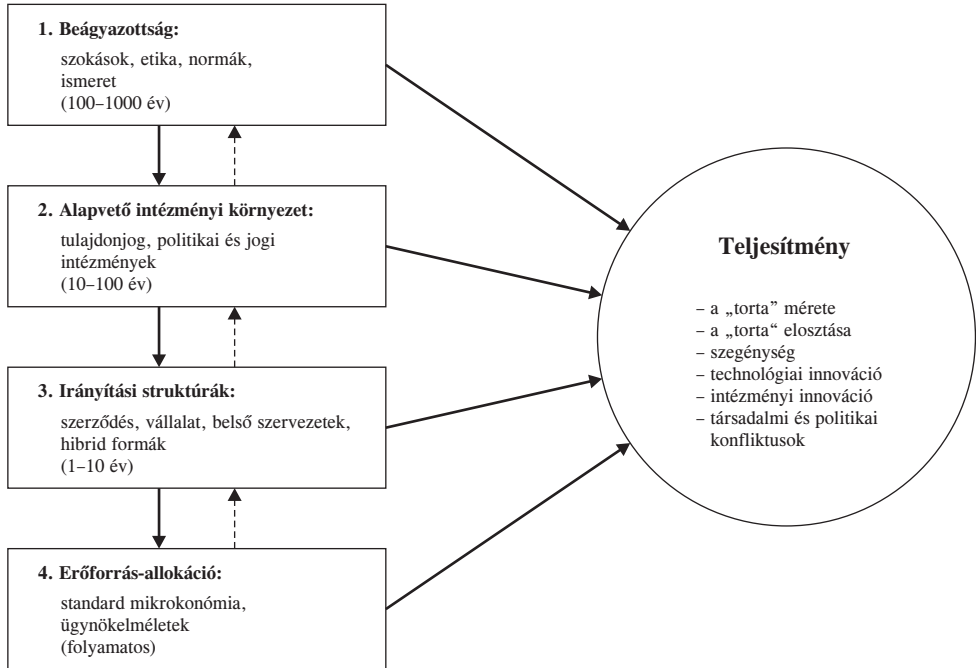 1. Beágyazottság:
szokások, etika, normák,
ismeret
(100–1000 év)
2. Alapvető intézményi környezet:
tulajdonjog, politikai és jogi
intézmények
(10–100 év)
3. Irányítási struktúrák:
szerződés, vállalat, belső szervezetek,
hibrid formák
(1–10 év)
4. Erőforrás-allokáció:
standard mikrokonómia,
ügynökelméletek
(folyamatos)
Teljesítmény
– a „torta” mérete
– a „torta“ elosztása
– szegénység
– technológiai innováció
– intézményi innováció
– társadalmi és politikai
konfliktusok